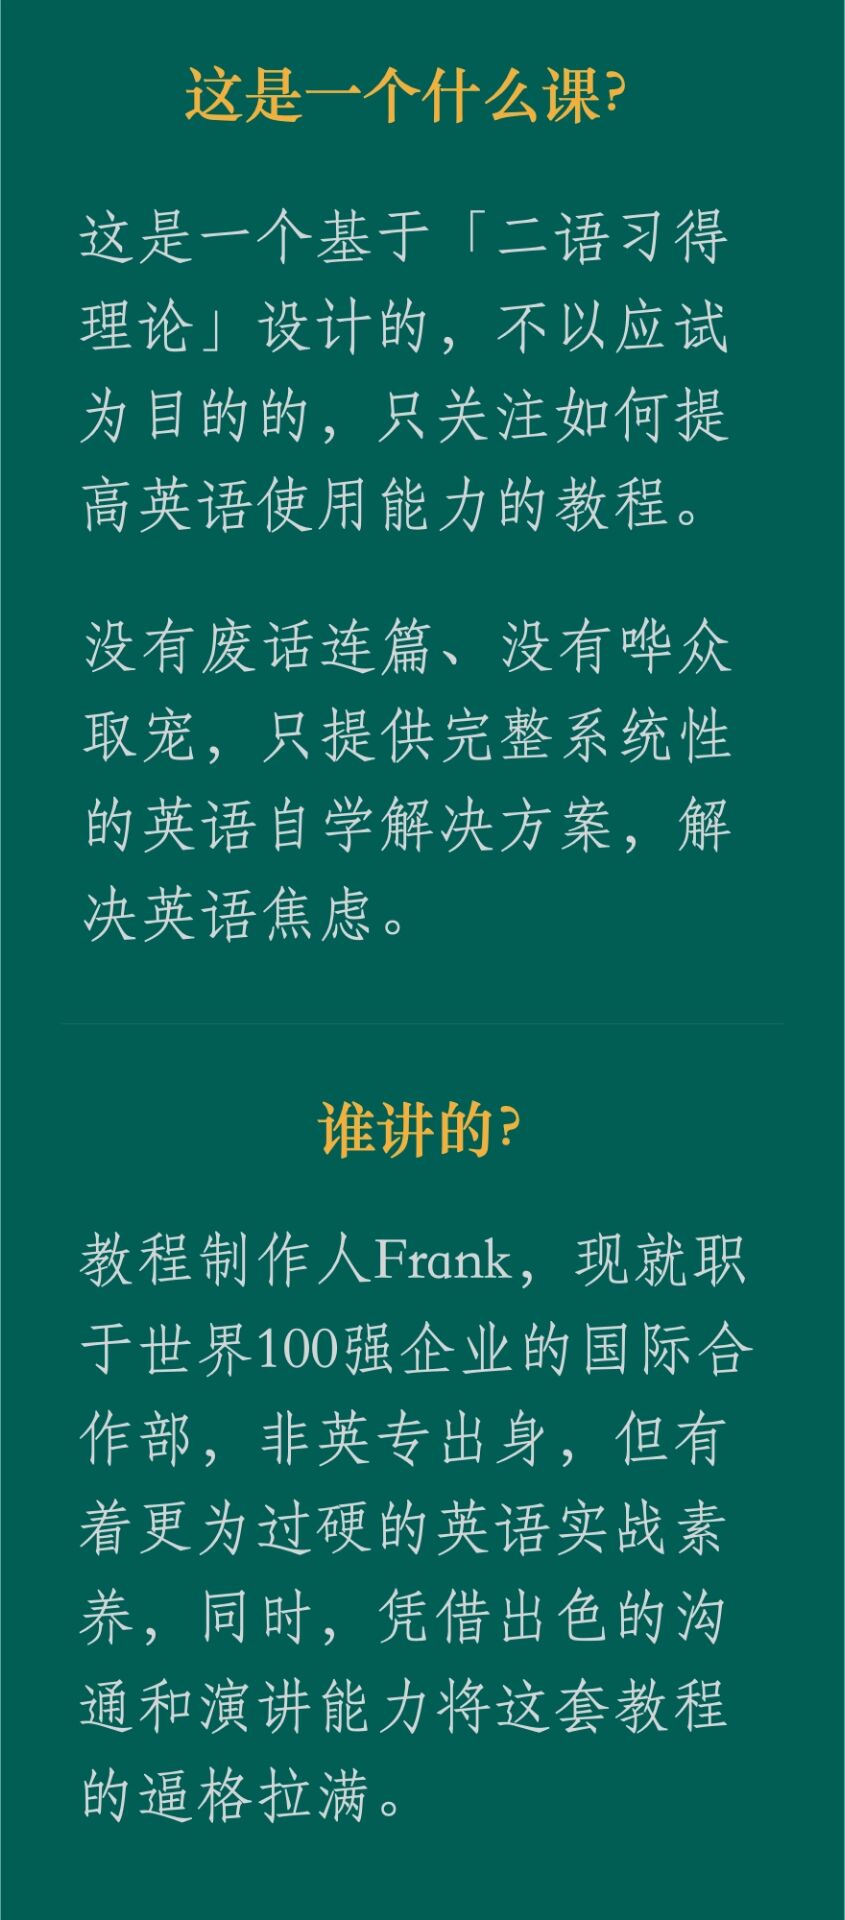 这是一个什么课?
这是一个基于「二语习得
理论」设计的，不以应试
为目的的，只关注如何提
高英语使用能力的教程。
没有废话连篇、没有哗众
取宠，只提供完整系统性
的英语自学解决方案，解
决英语焦虑。
谁讲的?
教程制作人Frank，现就职
于世界100强企业的国际合
作部，非英专出身，但有
着更为过硬的英语实战素
养，同时，凭借出色的沟
通和演讲能力将这套教程
的逼格拉满。